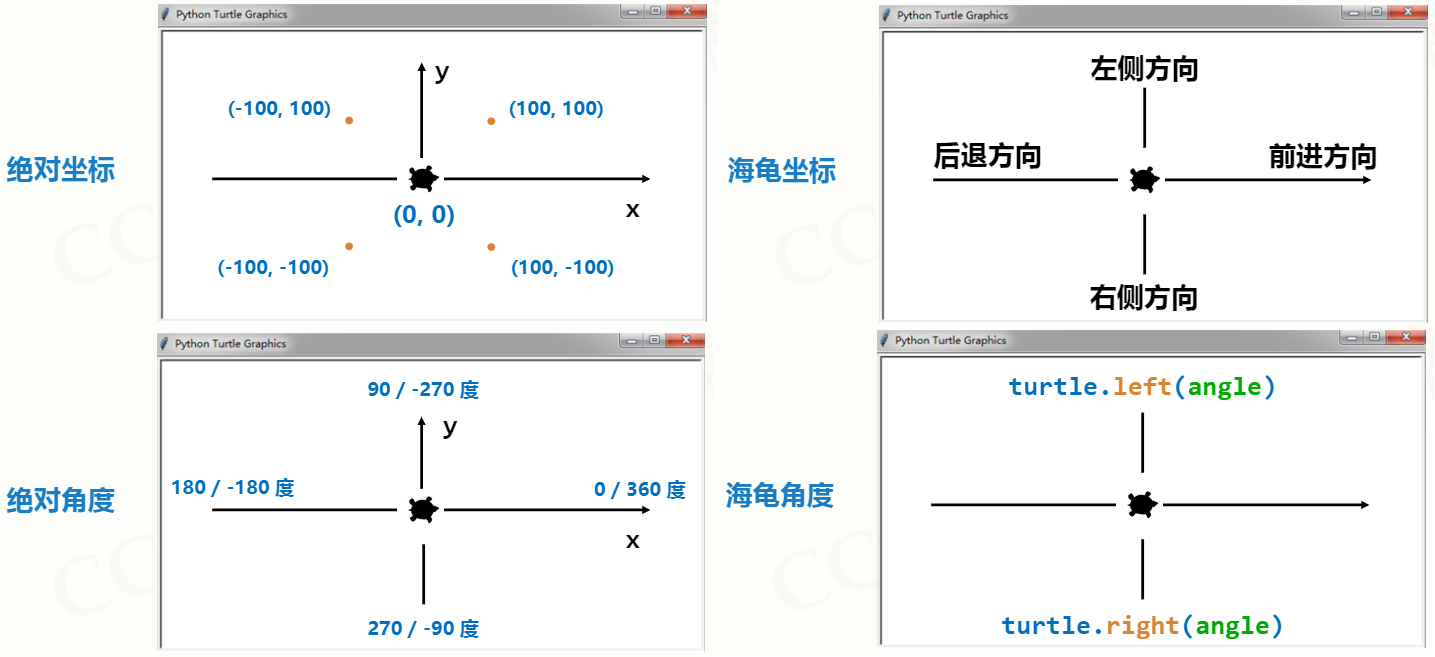 Python Turtle Graphics
y
(-100, 100)
(100, 100)
绝对坐标
(0, 0)
x
(-100, -100)
(100, -100)
Python Turtle Graphics
左侧方向
海龟坐标
后退方向
前进方向
右侧方向
Python Turtle Graphics
90 / -270 度
y
180 / -180 度
0 / 360 度
绝对角度
x
270 / -90 度
Python Turtle Graphics
turtle.left(angle)
海龟角度
turtle.right(angle)